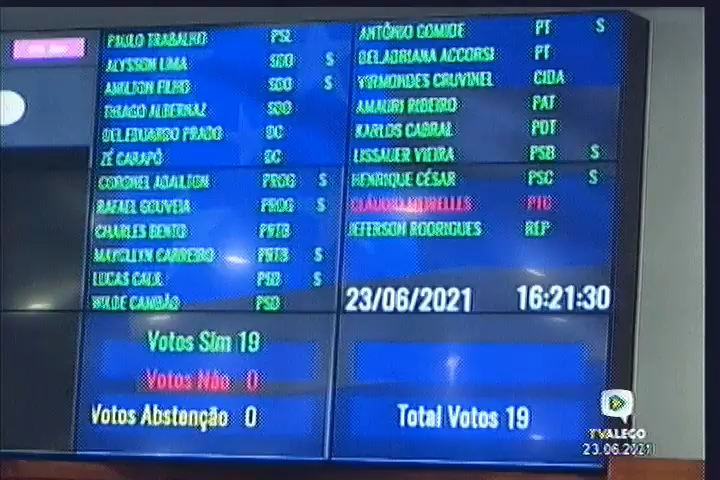 PAULO TRABALHO PSL
ALYSSON LIMA SDD S
AMILTON FILHO SDD S
THIAGO ALBERNAZ SDD
DEL.EDUARDO PRADO DC
ZÉ CARAPÔ DC
CORONEL ADAILTON PROG S
RAFAEL GOUVEIA PROG S
CHARLES BENTO PRTB
MAYCLLYN CARREIRO PRTB S
LUCAS CALIL PSD S
WILDE CAMBÃO PSD
Votos Sim 19
Votos Não 0
Votos Abstenção 0
ANTÔNIO GOMIDE PT S
DEL.ADRIANA ACCORSI PT
VIRMONDES CRUVINEL CIDA
AMAURI RIBEIRO PAT
KARLOS CABRAL PDT
LISSAUER VIEIRA PSB S
HENRIQUE CÉSAR PSC S
CLÁUDIO MEIRELLES PTC
JEFERSON RODRIGUES REP
23/06/2021 16:21:30
Total Votos 19
TVALEGO
23.06.2021